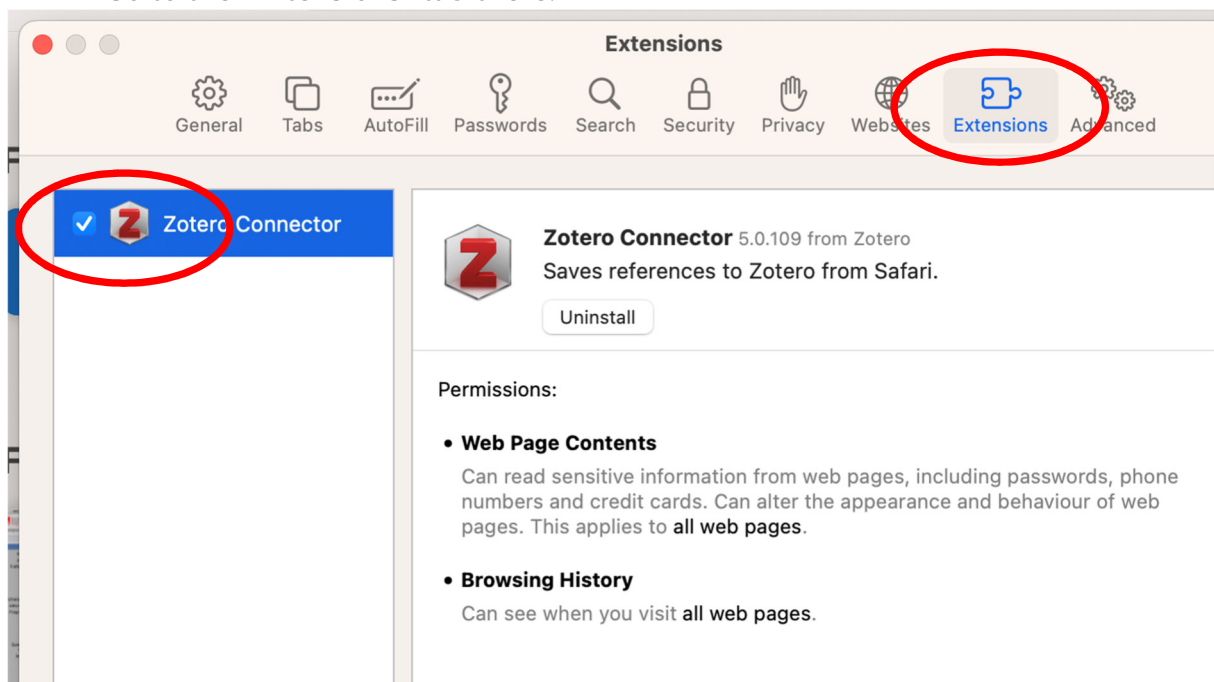 Extensions
General Tabs AutoFill Passwords Search Security Privacy Websites Extensions Advanced
Zotero Connector
Zotero Connector 5.0.109 from Zotero
Saves references to Zotero from Safari.
Uninstall
Permissions:
• Web Page Contents
Can read sensitive information from web pages, including passwords, phone
numbers and credit cards. Can alter the appearance and behaviour of web
pages. This applies to all web pages.
• Browsing History
Can see when you visit all web pages.